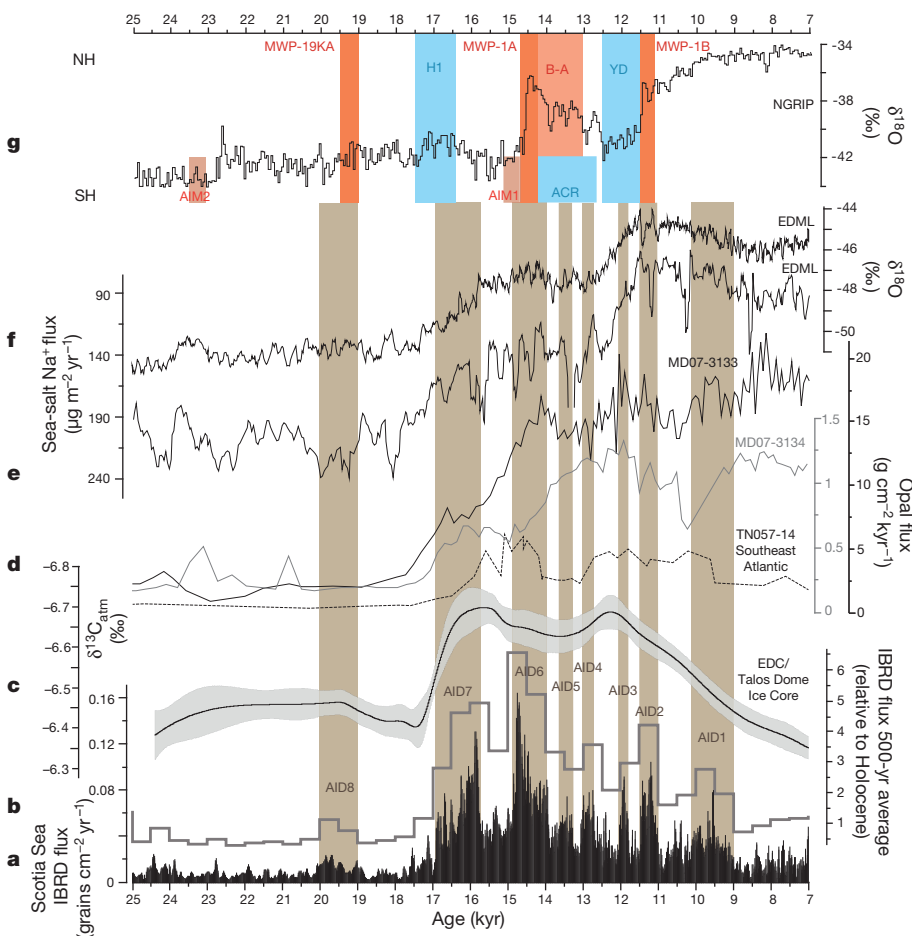 25 24 23 22 21 20 19 18 17 16 15 14 13 12 11 10 9 8 7
NH
MWP-19KA
H1
MWP-1A
B-A
YD
MWP-1B
NGRIP
-34
-38
-42
δ18O
(‰)
g
SH
AIM2
AIM1
ACR
EDML
-44
-46
-48
-50
δ18O
(‰)
EDML
90
140
190
240
Sea-salt Na+ flux
(µg m−2 yr−1)
f
MD07-3133
20
15
10
5
0
Opal flux
(g cm−2 kyr−1)
MD07-3134
1.5
1
0.5
0
e
TN057-14
Southeast
Atlantic
d
−6.8
−6.7
−6.6
−6.5
−6.4
−6.3
δ13Catm
(‰)
c
EDC/
Talos Dome
Ice Core
AID8
AID7
AID6
AID5
AID4
AID3
AID2
AID1
6
5
4
3
2
1
IBRD flux 500-yr average
(relative to Holocene)
b
0.16
0.12
0.08
0
a
Scotia Sea
IBRD flux
(grains cm−2 yr−1)
25 24 23 22 21 20 19 18 17 16 15 14 13 12 11 10 9 8 7
Age (kyr)